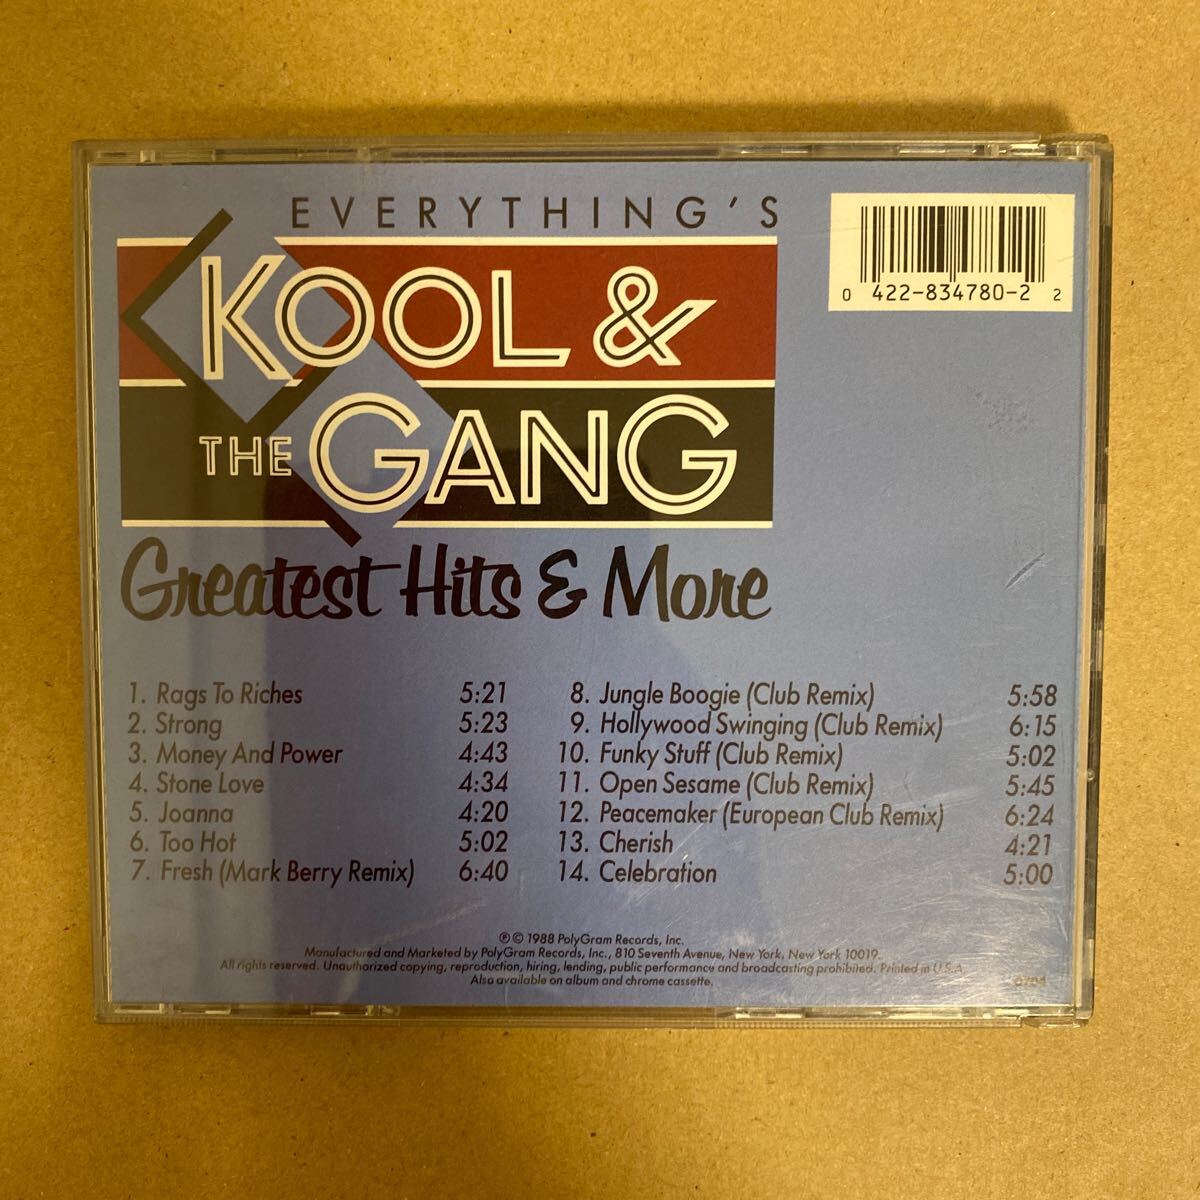 EVERYTHING'S
KOOL &
THE GANG
Greatest Hits & More
0 422-834780-2 2
1. Rags To Riches 5:21
2. Strong 5:23
3. Money And Power 4:43
4. Stone Love 4:34
5. Joanna 4:20
6. Too Hot 5:02
7. Fresh (Mark Berry Remix) 6:40
8. Jungle Boogie (Club Remix) 5:58
9. Hollywood Swinging (Club Remix) 6:15
10. Funky Stuff (Club Remix) 5:02
11. Open Sesame (Club Remix) 5:45
12. Peacemaker (European Club Remix) 6:24
13. Cherish 4:21
14. Celebration 5:00
℗ © 1988 PolyGram Records, Inc.
Manufactured and Marketed by PolyGram Records, Inc., 810 Seventh Avenue, New York, New York 10019.
All rights reserved. Unauthorized copying, reproduction, hiring, lending, public performance and broadcasting prohibited. Printed in U.S.A.
Also available on album and chrome cassette.